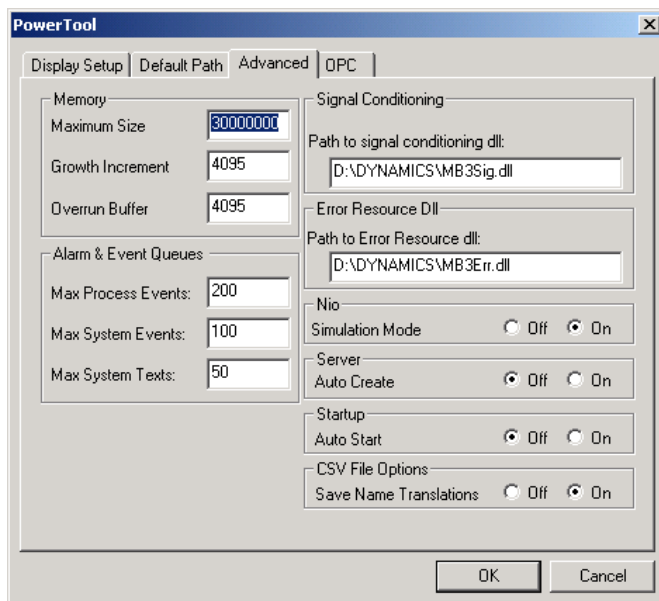 PowerTool
Display Setup Default Path Advanced OPC
Memory
Maximum Size 30000000
Growth Increment 4095
Overrun Buffer 4095
Alarm & Event Queues
Max Process Events: 200
Max System Events: 100
Max System Texts: 50
Signal Conditioning
Path to signal conditioning dll:
D:\DYNAMICS\MB3Sig.dll
Error Resource Dll
Path to Error Resource dll:
D:\DYNAMICS\MB3Err.dll
Nio
Simulation Mode Off On
Server
Auto Create Off On
Startup
Auto Start Off On
CSV File Options
Save Name Translations Off On
OK Cancel